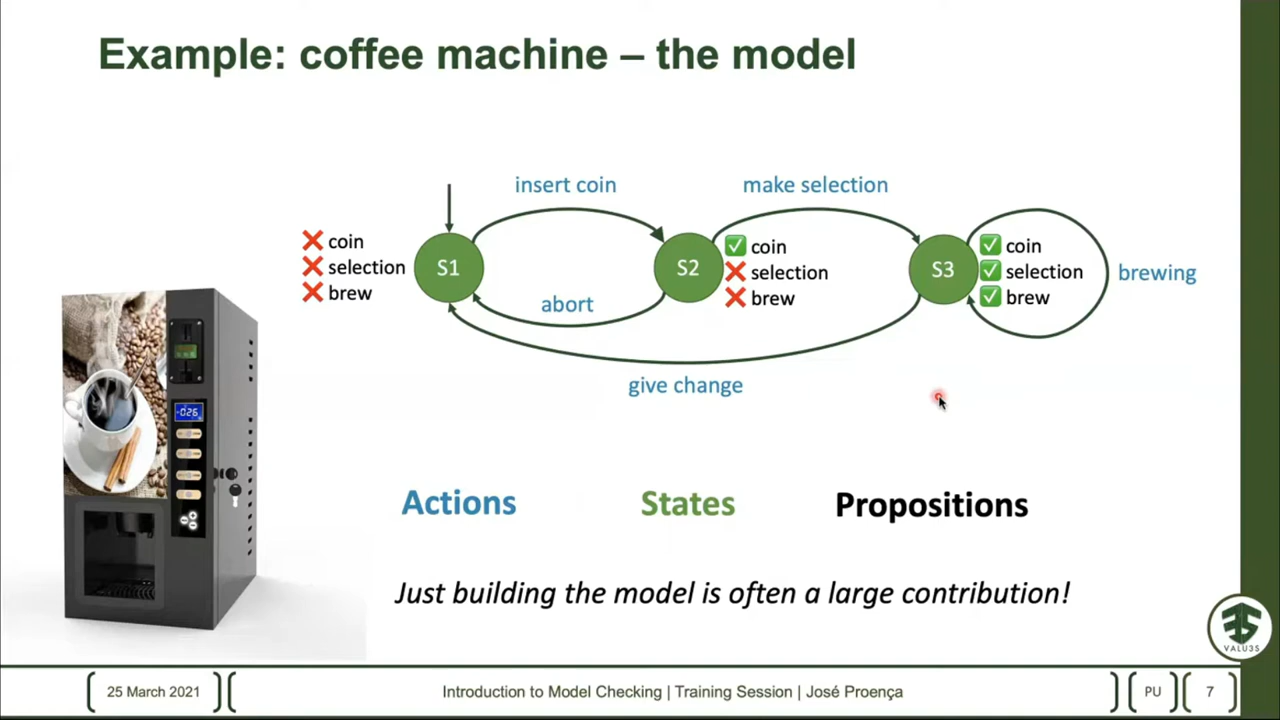 Example: coffee machine – the model
insert coin
make selection
❌ coin
❌ selection
❌ brew
S1
S2
✅ coin
❌ selection
❌ brew
S3
✅ coin
✅ selection
✅ brew
brewing
abort
give change
-026
Actions
States
Propositions
Just building the model is often a large contribution!
VALU3S
25 March 2021
Introduction to Model Checking | Training Session | José Proença
PU
7